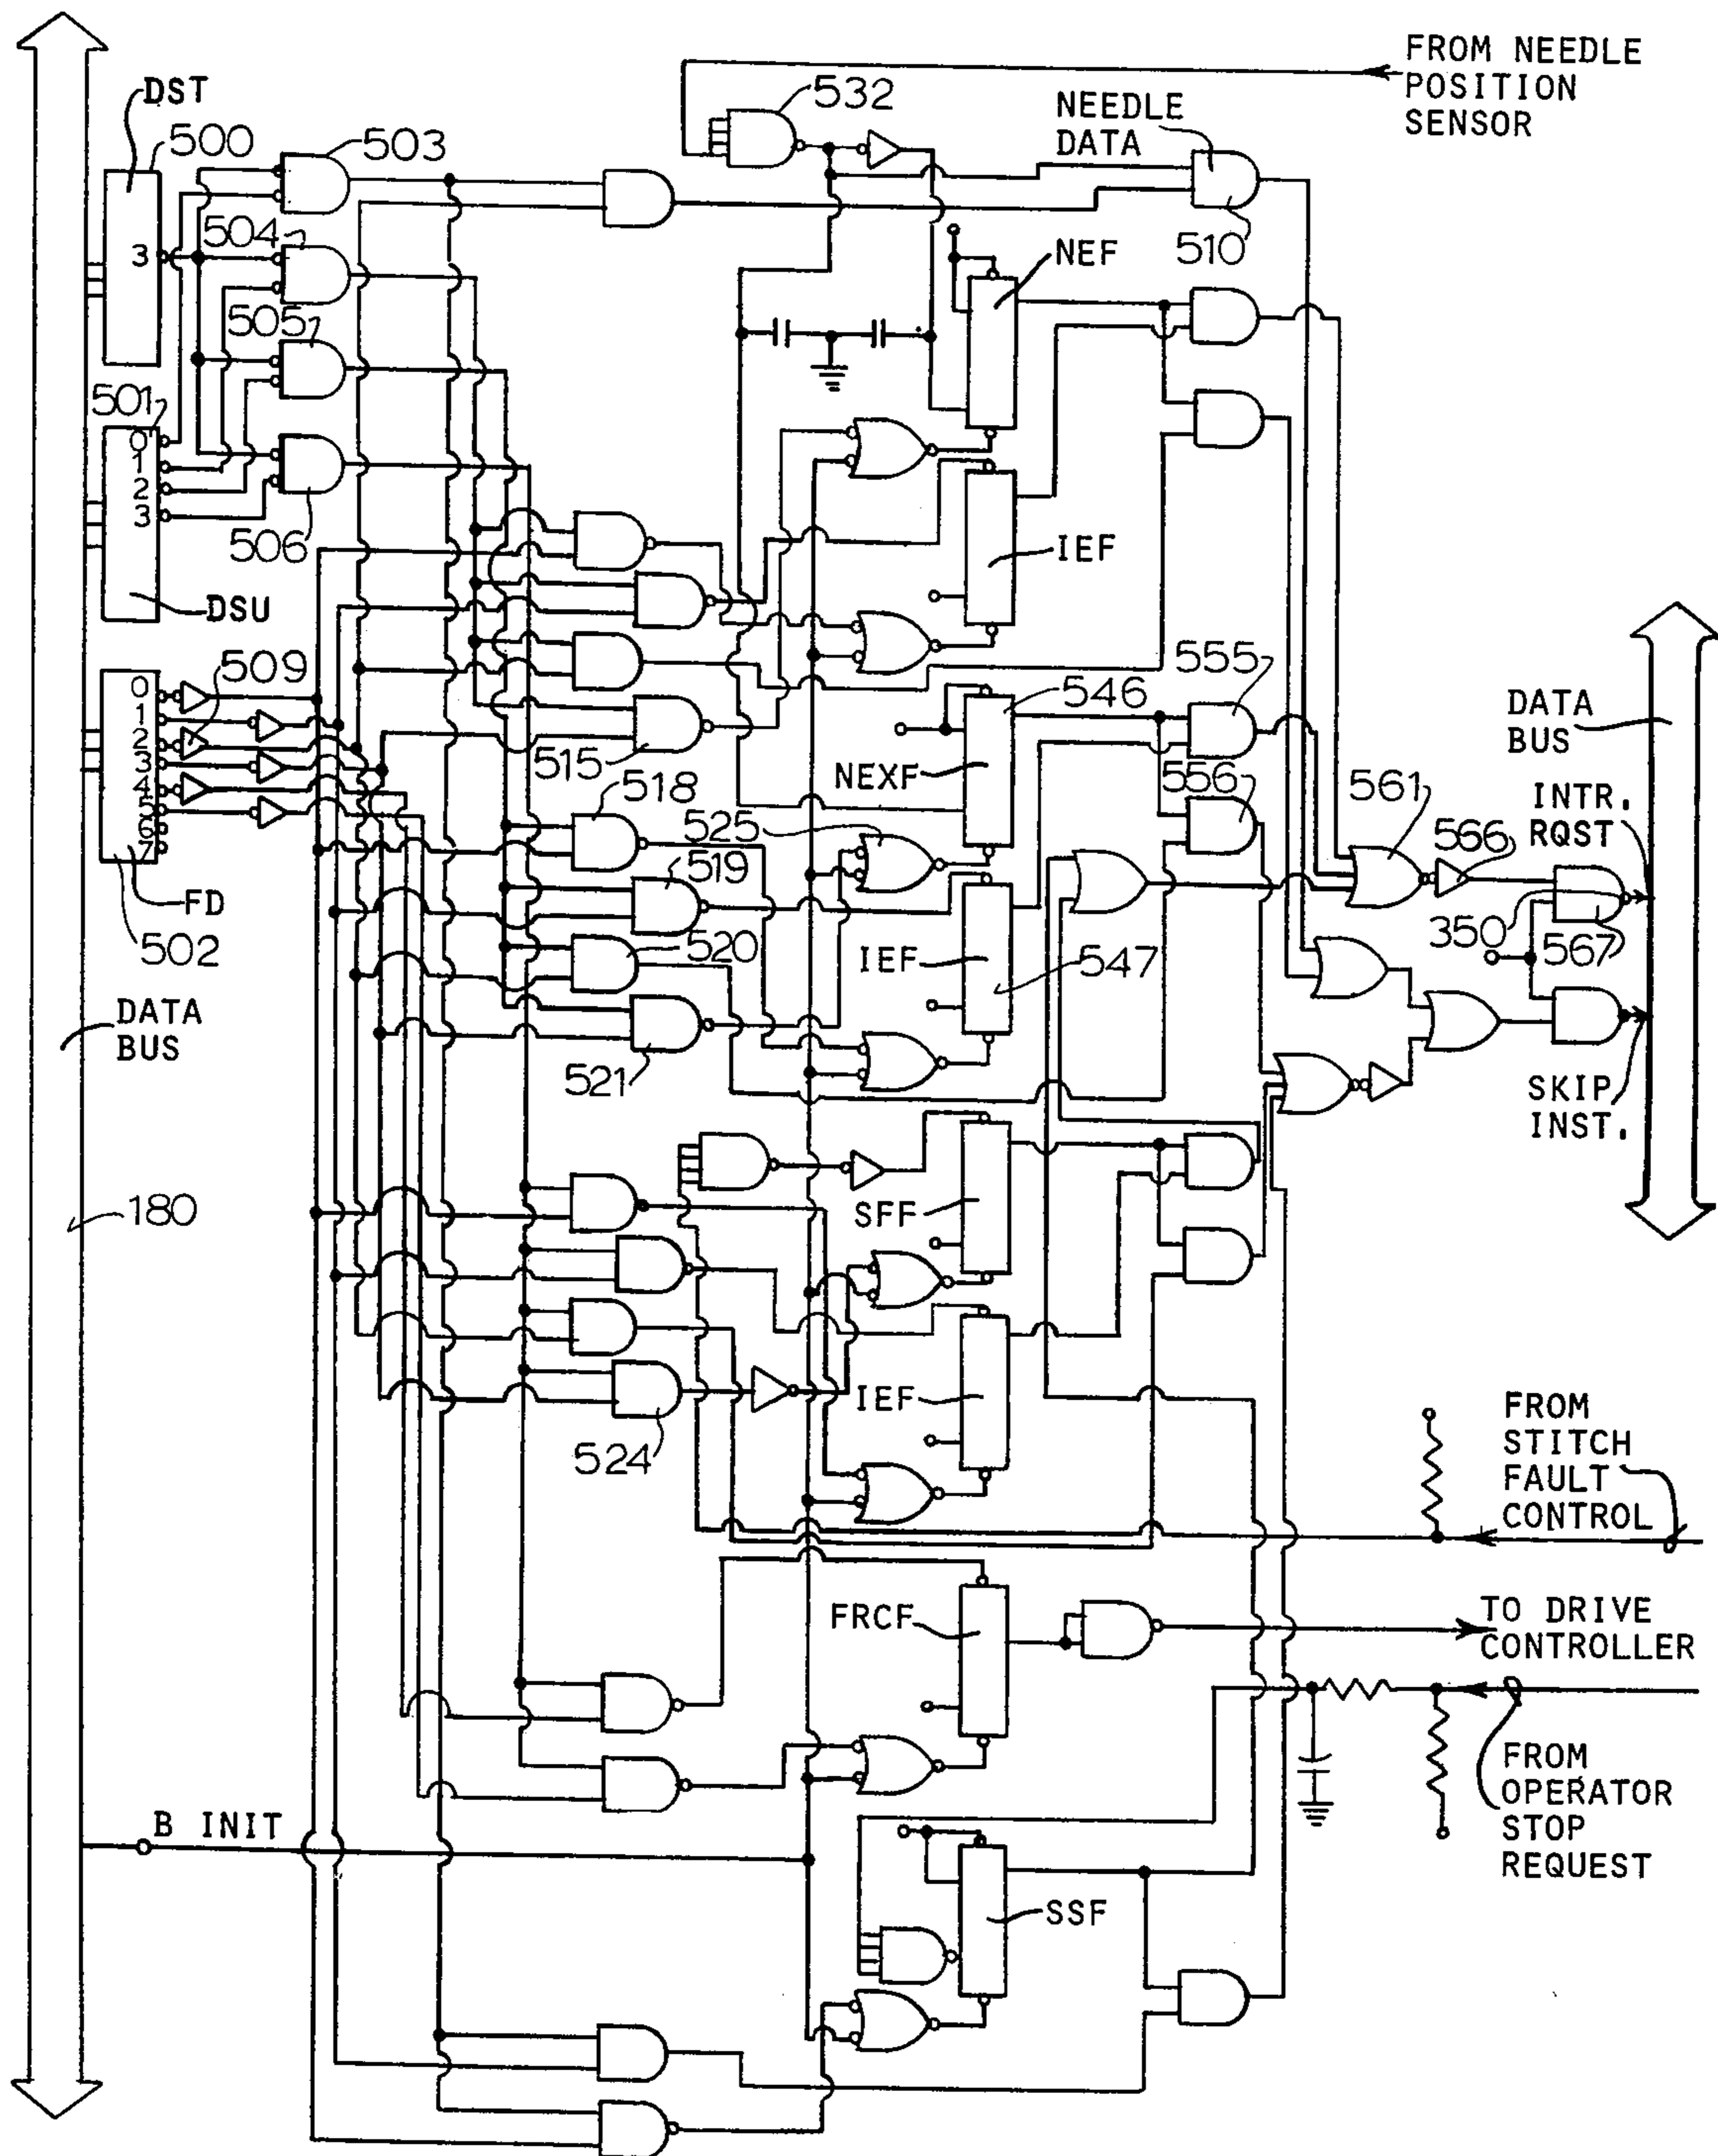 FROM NEEDLE
POSITION
SENSOR
DST
500
503
532
NEEDLE
DATA
504
3
510
NEF
505
501
0
1
2
3
506
IEF
DSU
509
0
1
2
3
4
5
6
7
555
546
DATA
BUS
515
NEXF
556
518
525
561
INTR.
RQST
566
519
FD
502
520
IEF
547
350
567
DATA
BUS
521
SKIP
INST.
180
SFF
IEF
524
FROM
STITCH
FAULT
CONTROL
FRCF
TO DRIVE
CONTROLLER
B INIT
FROM
OPERATOR
STOP
REQUEST
SSF